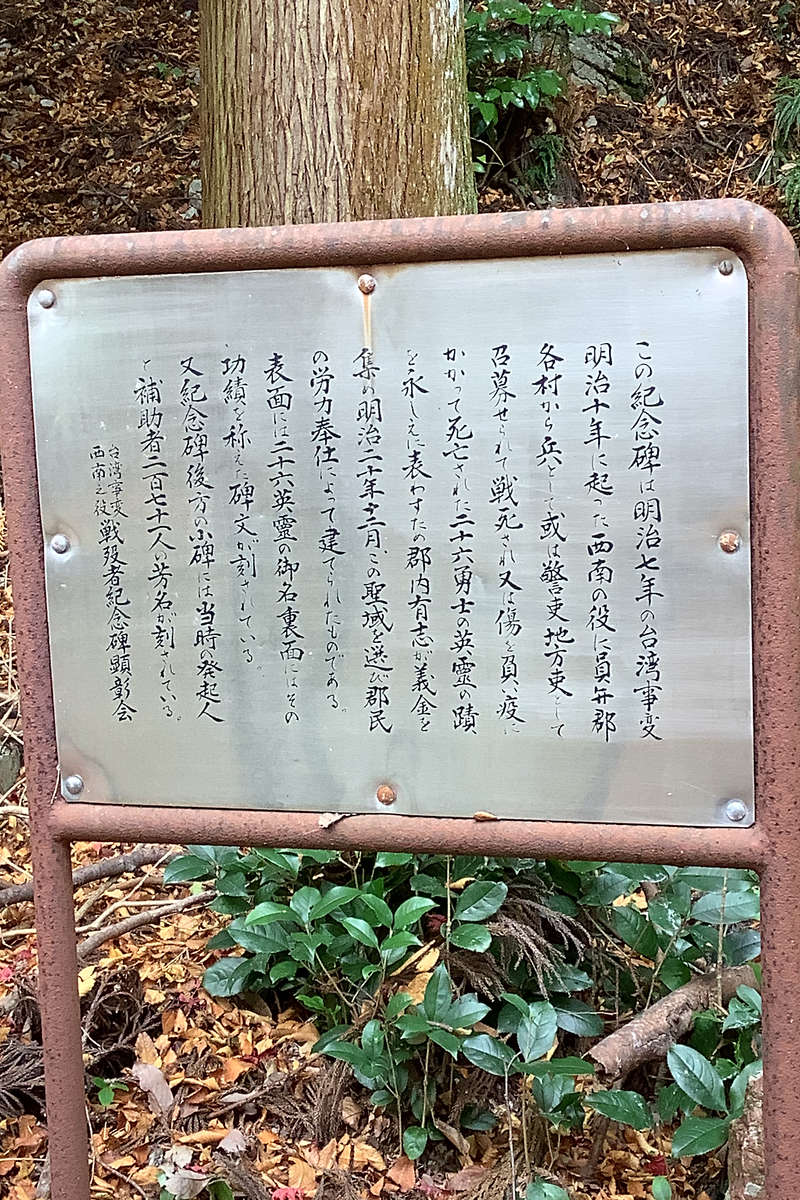 この紀念碑は明治七年の台湾事変
明治十年に起った西南の役に員弁郡
各村から兵として或は警吏地方吏として
召募せられて戦死され又は傷を負い疫に
かかって死亡された二十六勇士の英霊の蹟
を永しえに表わすため郡内有志が義金を
集め明治二十年十二月、この聖域を選び郡民
の労力奉仕によって建てられたものである。
表面には二十六英霊の御名裏面にはその
功績を称えた碑文が刻されている。
又紀念碑後方の小碑には当時の発起人
と補助者二百七十一人の芳名が刻されている。
台湾事変
西南之役 戦歿者紀念碑顕彰会